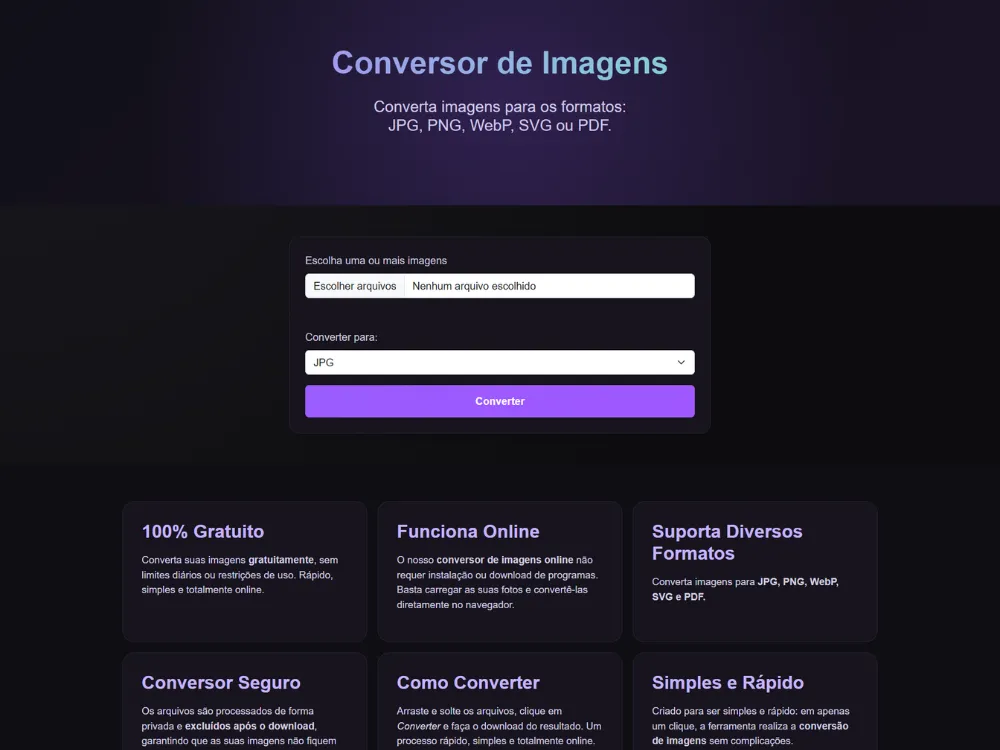 Conversor de Imagens
Converta imagens para os formatos:
JPG, PNG, WebP, SVG ou PDF.
Escolha uma ou mais imagens
Escolher arquivos Nenhum arquivo escolhido
Converter para:
JPG
Converter
100% Gratuito
Converta suas imagens gratuitamente, sem
limites diários ou restrições de uso. Rápido,
simples e totalmente online.
Funciona Online
O nosso conversor de imagens online não
requer instalação ou download de programas.
Basta carregar as suas fotos e convertê-las
diretamente no navegador.
Suporta Diversos
Formatos
Converta imagens para JPG, PNG, WebP,
SVG e PDF.
Conversor Seguro
Os arquivos são processados de forma
privada e excluídos após o download,
garantindo que as suas imagens não fiquem
Como Converter
Arraste e solte os arquivos, clique em
Converter e faça o download do resultado. Um
processo rápido, simples e totalmente online.
Simples e Rápido
Criado para ser simples e rápido: em apenas
um clique, a ferramenta realiza a conversão
de imagens sem complicações.